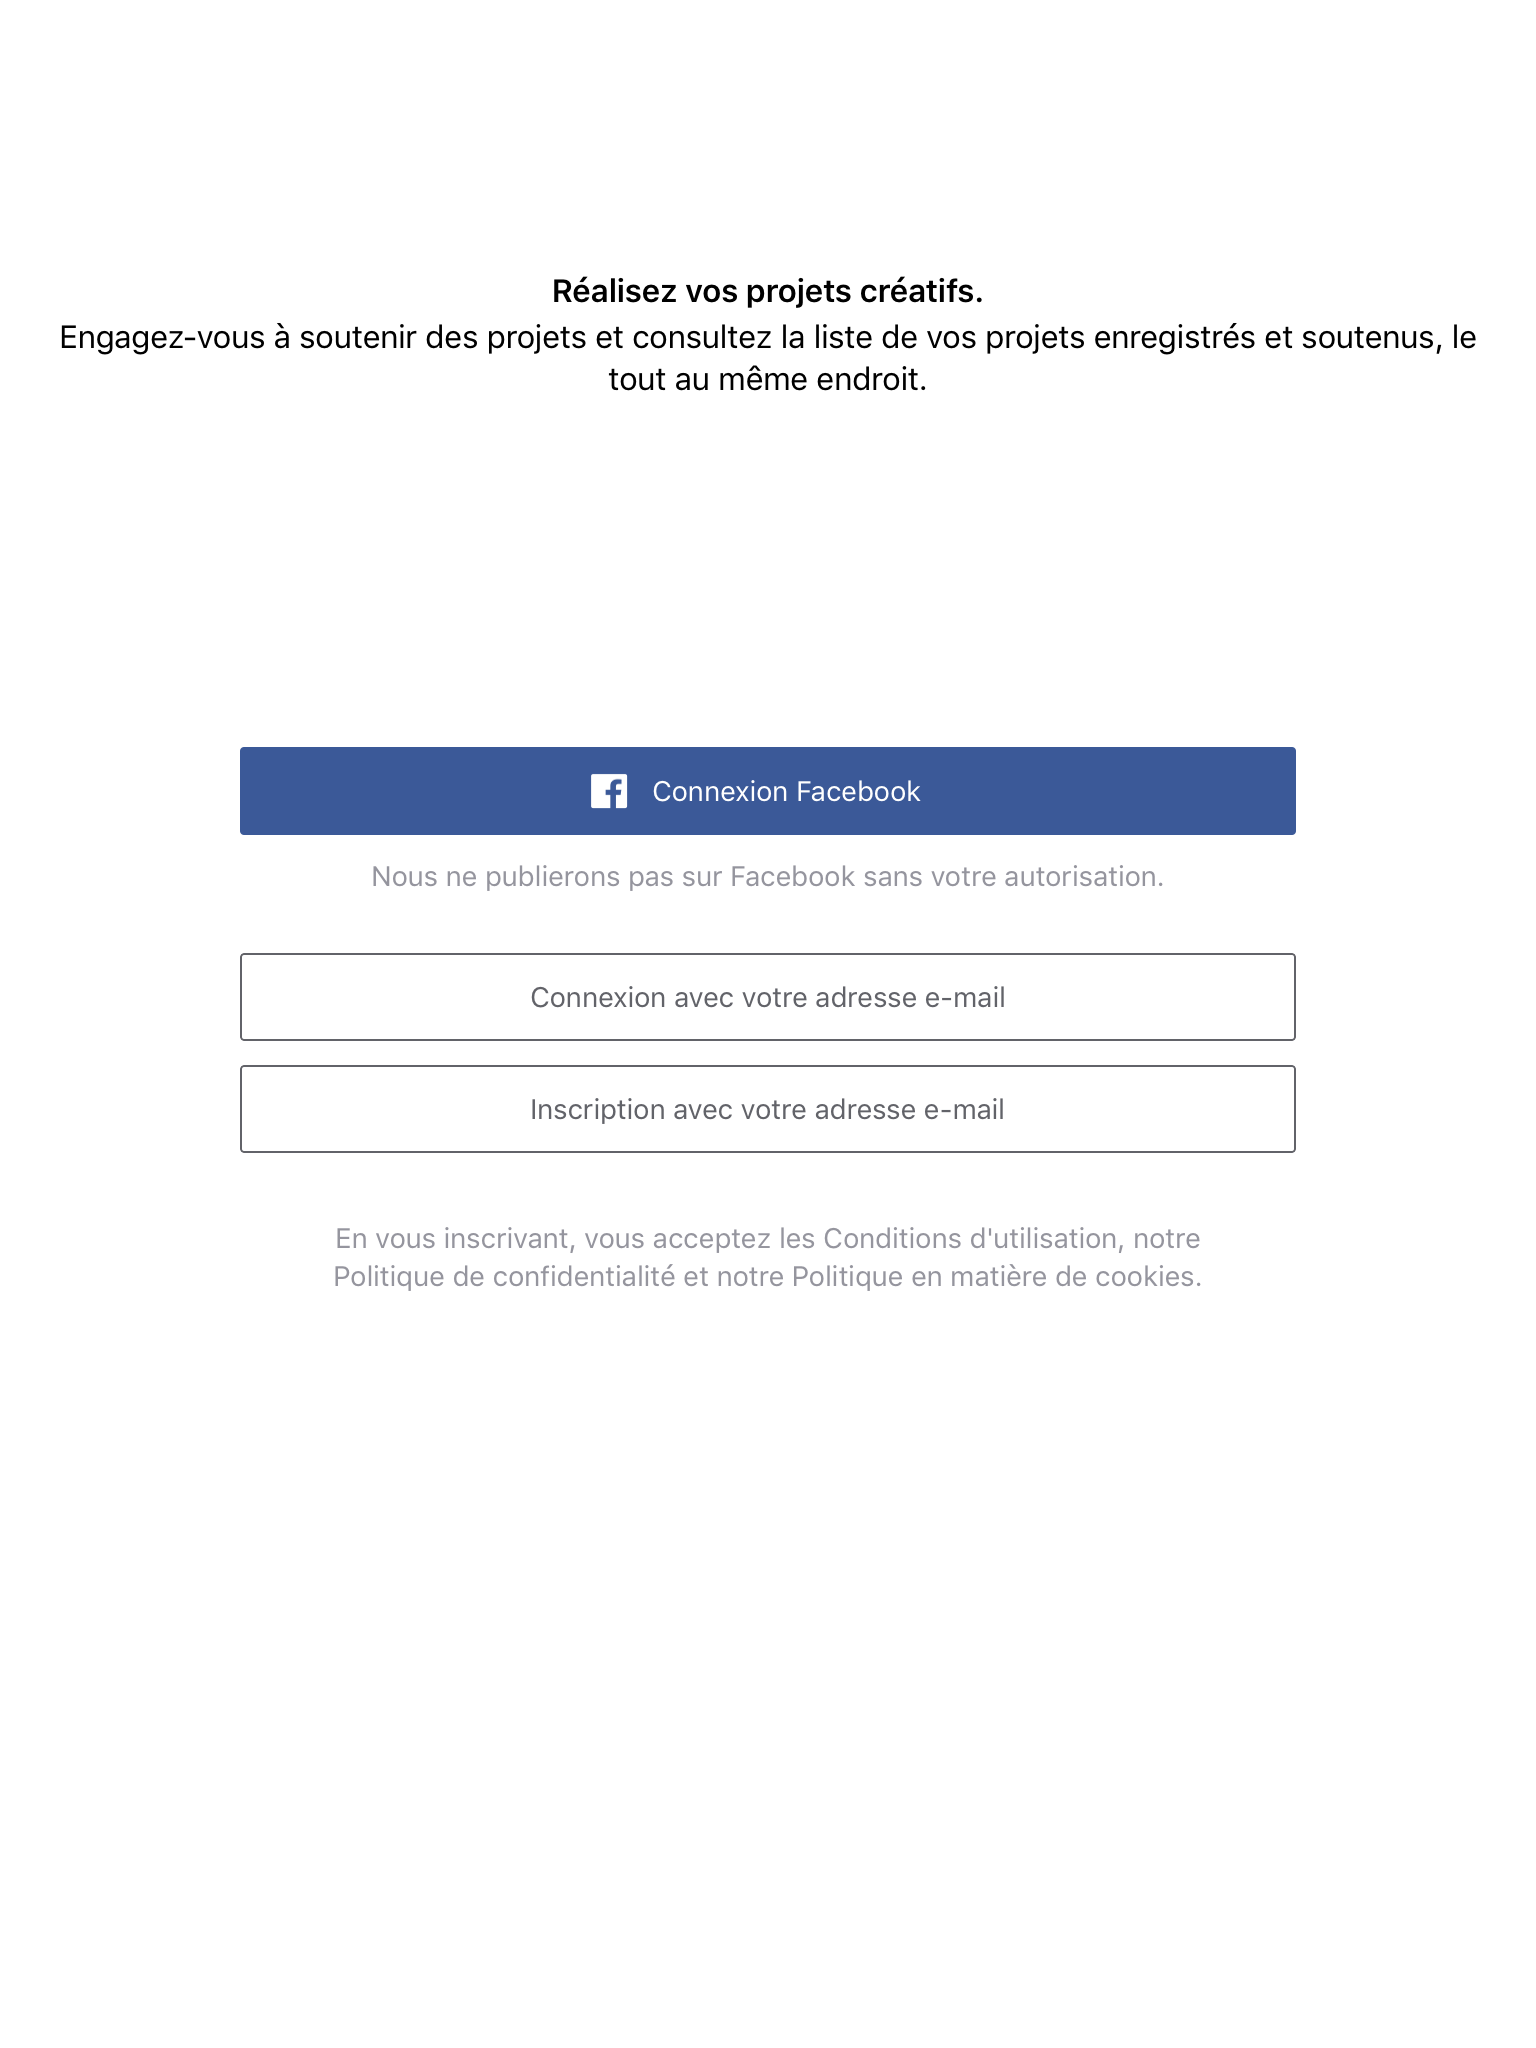 Réalisez vos projets créatifs.
Engagez-vous à soutenir des projets et consultez la liste de vos projets enregistrés et soutenus, le
tout au même endroit.
Connexion Facebook
Nous ne publierons pas sur Facebook sans votre autorisation.
Connexion avec votre adresse e-mail
Inscription avec votre adresse e-mail
En vous inscrivant, vous acceptez les Conditions d'utilisation, notre
Politique de confidentialité et notre Politique en matière de cookies.